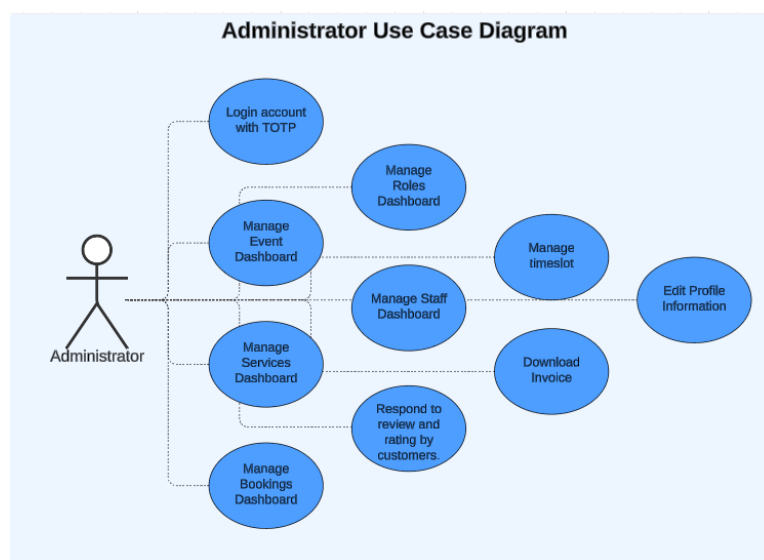 Administrator Use Case Diagram
Login account
with TOTP
Manage
Roles
Dashboard
Manage
Event
Dashboard
Manage
timeslot
Manage Staff
Dashboard
Edit Profile
Information
Administrator
Manage
Services
Dashboard
Download
Invoice
Respond to
review and
rating by
customers.
Manage
Bookings
Dashboard